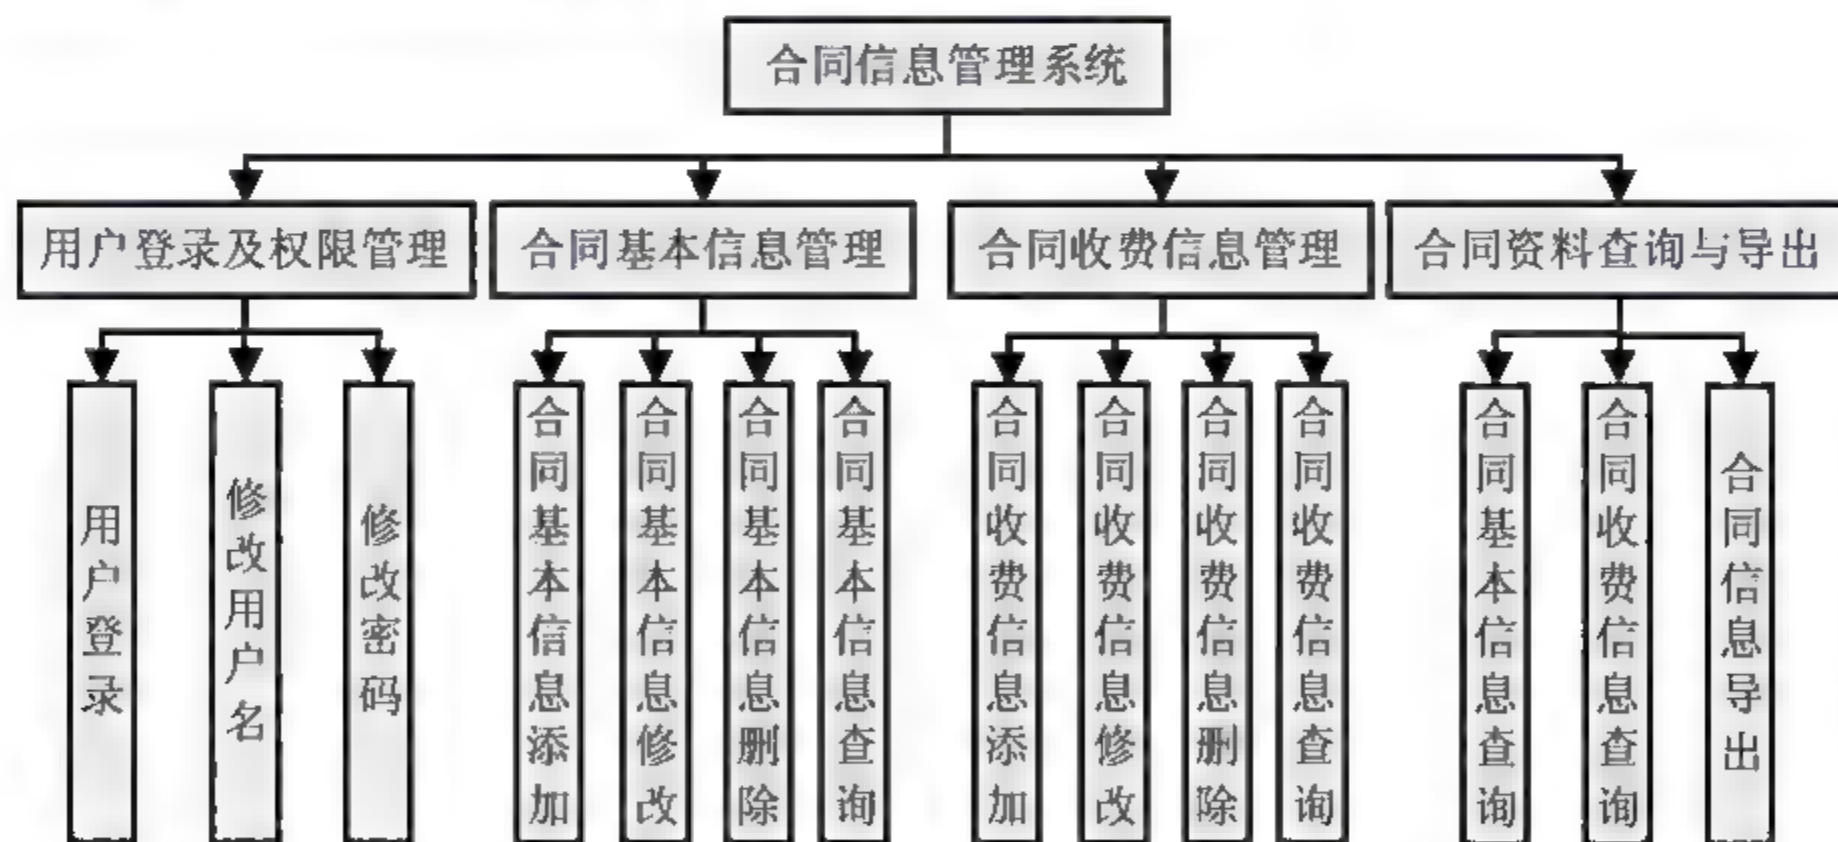 合同信息管理系统
用户登录及权限管理
合同基本信息管理
合同收费信息管理
合同资料查询与导出
用户登录
修改用户名
修改密码
合同基本信息添加
合同基本信息修改
合同基本信息删除
合同基本信息查询
合同收费信息添加
合同收费信息修改
合同收费信息删除
合同收费信息查询
合同基本信息查询
合同收费信息查询
合同信息导出